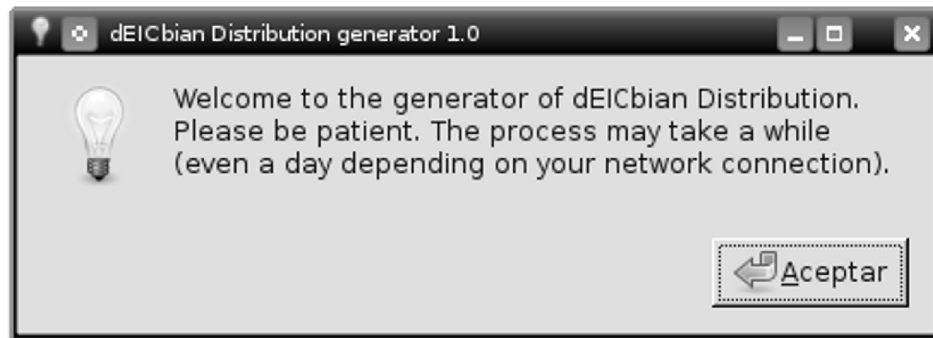 dEICbian Distribution generator 1.0
Welcome to the generator of dEICbian Distribution.
Please be patient. The process may take a while
(even a day depending on your network connection).
Aceptar